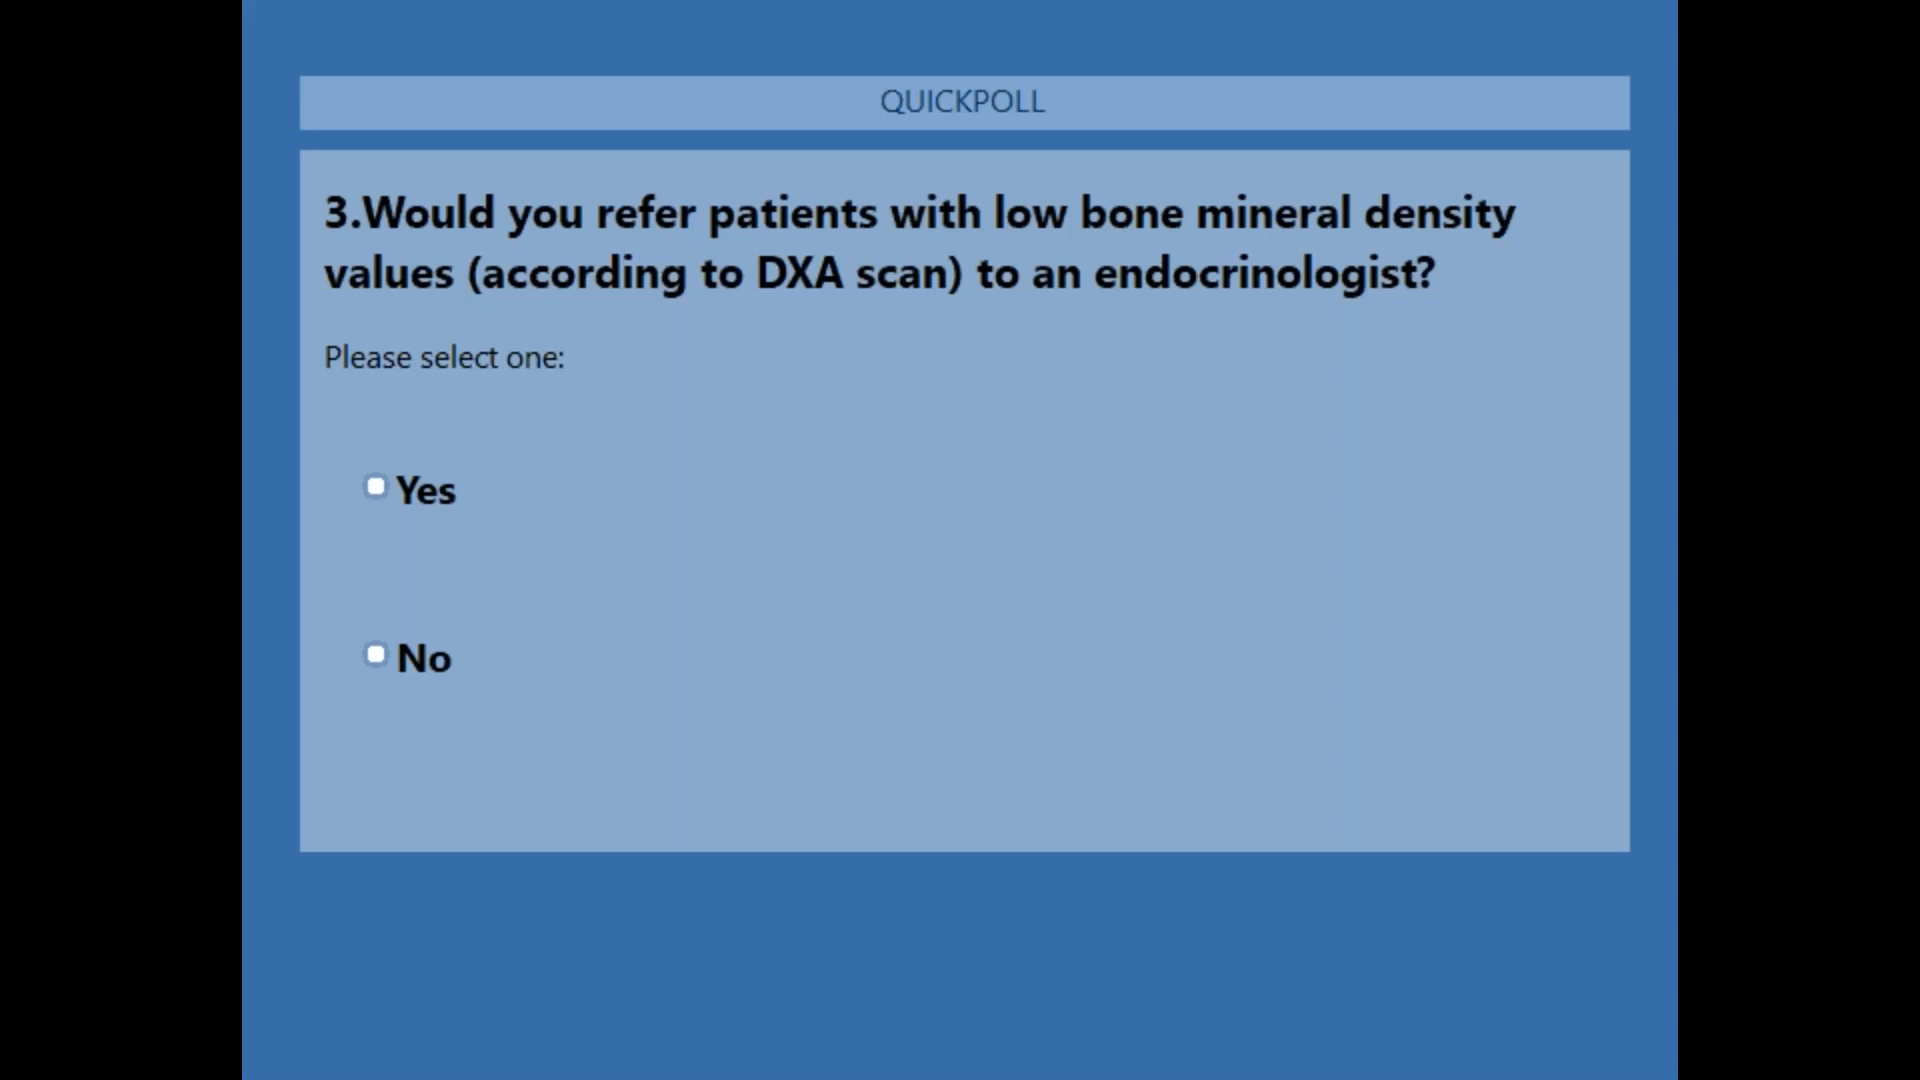 QUICKPOLL
3.Would you refer patients with low bone mineral density
values (according to DXA scan) to an endocrinologist?
Please select one:
Yes
No